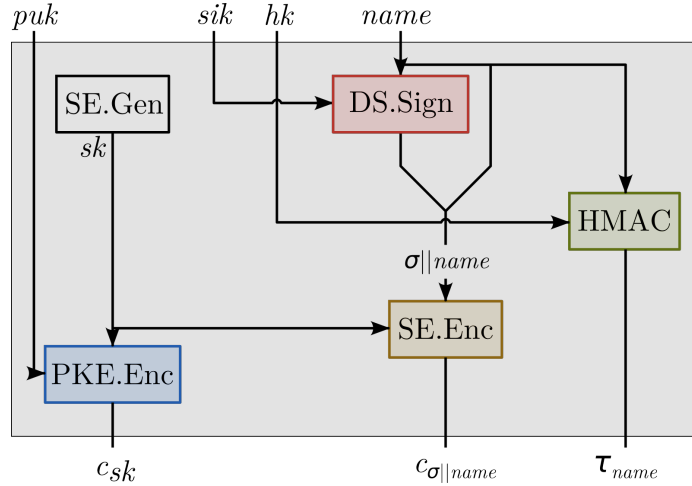 puk sik hk name
SE.Gen DS.Sign
sk
HMAC
σ||name
SE.Enc
PKE.Enc
c_sk c_σ||name τ_name